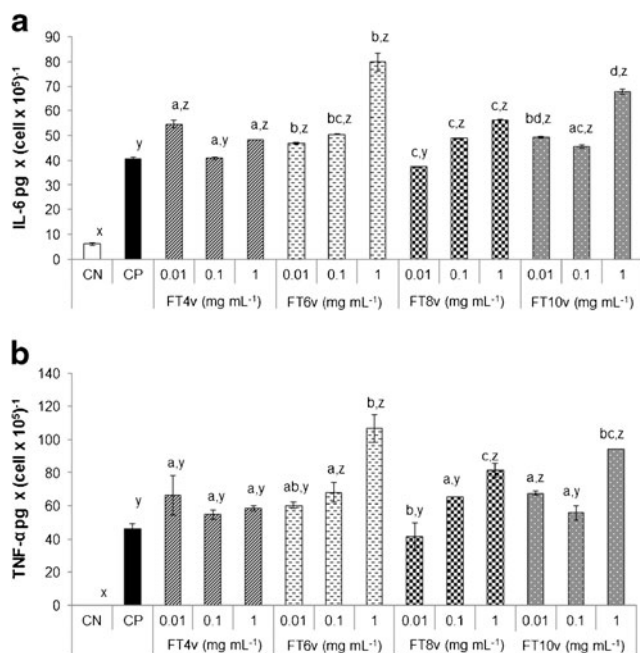 a
IL-6 pg x (cell x 10⁵)⁻¹
90
80
70
60
50
40
30
20
10
0
x
y
a,z
a,y
a,z
b,z
bc,z
b,z
c,y
c,z
c,z
bd,z
ac,z
d,z
CN CP 0.01 0.1 1 0.01 0.1 1 0.01 0.1 1 0.01 0.1 1
FT4v (mg mL⁻¹) FT6v (mg mL⁻¹) FT8v (mg mL⁻¹) FT10v (mg mL⁻¹)
b
TNF-α pg x (cell x 10⁵)⁻¹
140
120
100
80
60
40
20
0
x
y
a,y
a,y
a,y
ab,y
a,z
b,z
b,y
a,y
c,z
a,z
a,y
bc,z
CN CP 0.01 0.1 1 0.01 0.1 1 0.01 0.1 1 0.01 0.1 1
FT4v (mg mL⁻¹) FT6v (mg mL⁻¹) FT8v (mg mL⁻¹) FT10v (mg mL⁻¹)